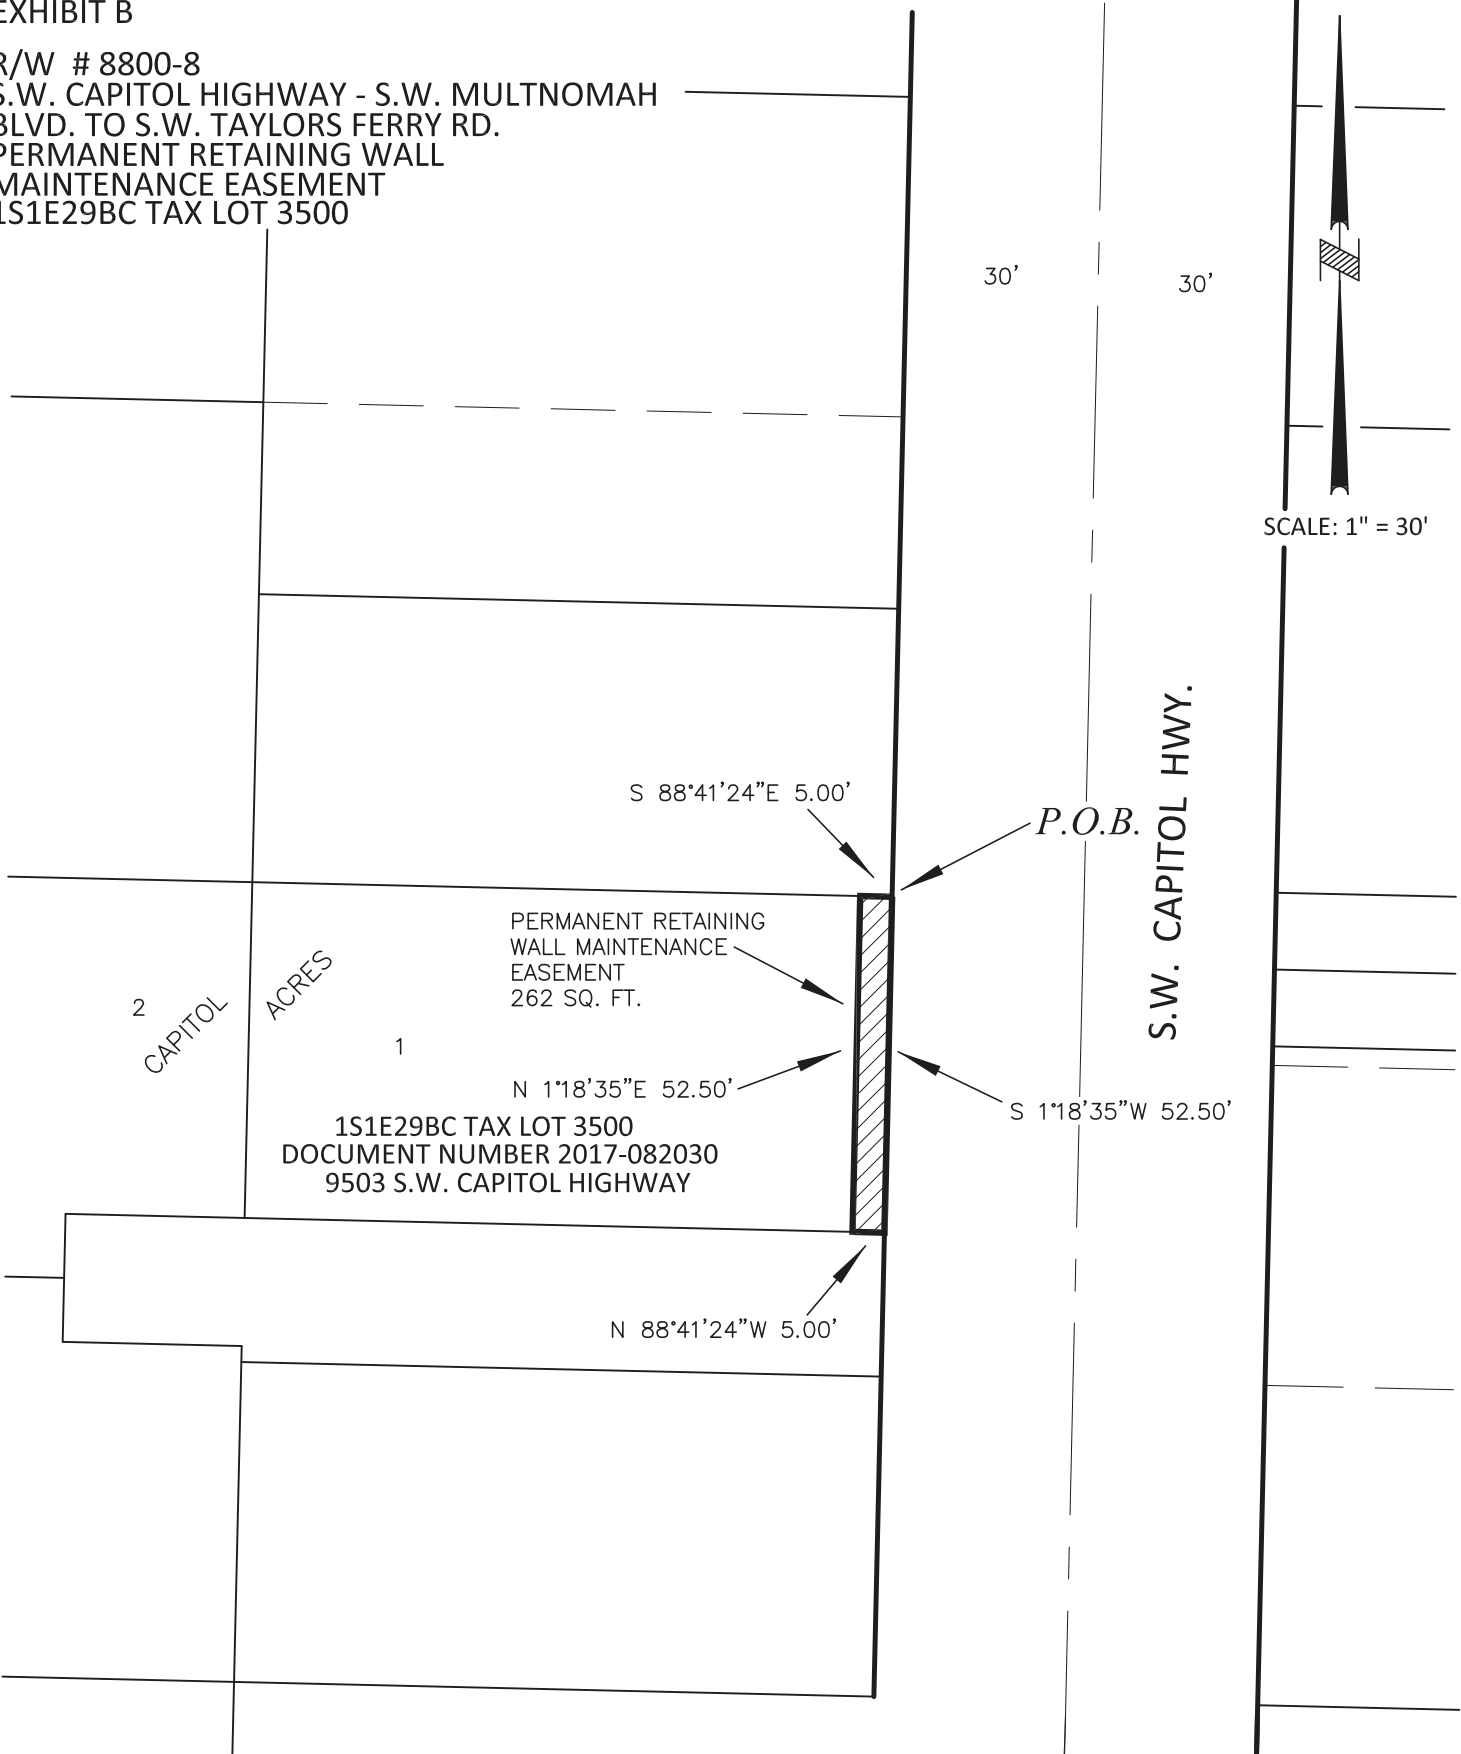 EXHIBIT B
R/W # 8800-8
S.W. CAPITOL HIGHWAY - S.W. MULTNOMAH
BLVD. TO S.W. TAYLORS FERRY RD.
PERMANENT RETAINING WALL
MAINTENANCE EASEMENT
1S1E29BC TAX LOT 3500
30'
30'
SCALE: 1" = 30'
S 88°41'24"E 5.00'
P.O.B.
S.W. CAPITOL HWY.
PERMANENT RETAINING
WALL MAINTENANCE
EASEMENT
262 SQ. FT.
2
CAPITOL ACRES
1
N 1°18'35"E 52.50'
S 1°18'35"W 52.50'
1S1E29BC TAX LOT 3500
DOCUMENT NUMBER 2017-082030
9503 S.W. CAPITOL HIGHWAY
N 88°41'24"W 5.00'